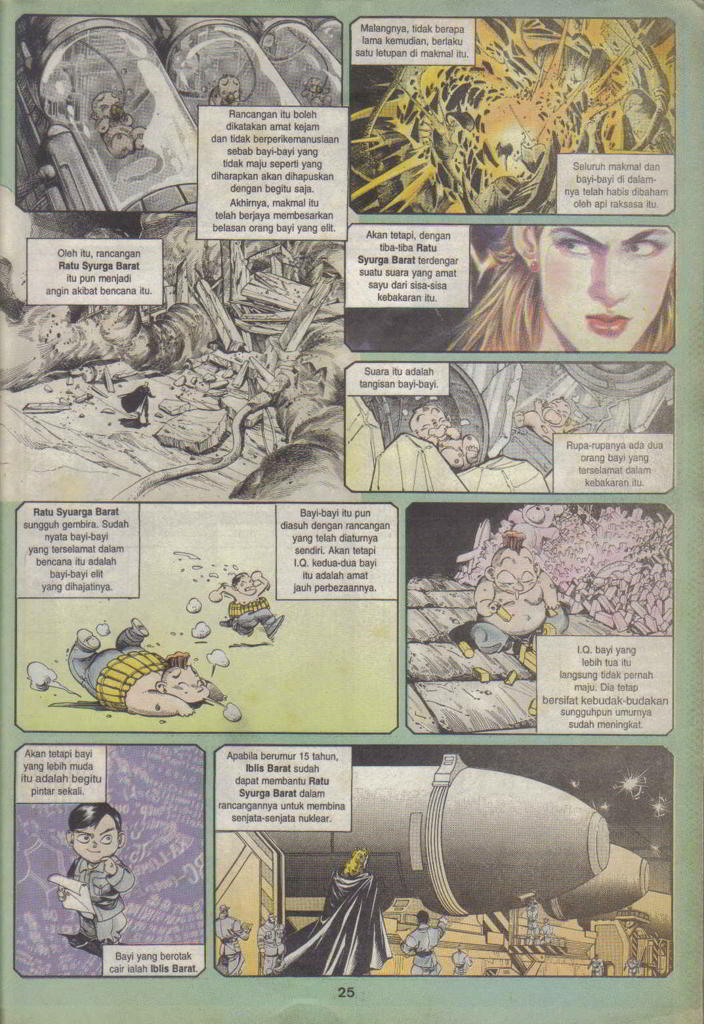 Rancangan itu boleh
dikatakan amat kejam
dan tidak berperikemanusiaan
sebab bayi-bayi yang
tidak maju seperti yang
diharapkan akan dihapuskan
dengan begitu saja.
Akhirnya, makmal itu
telah berjaya membesarkan
belasan orang bayi yang elit.
Malangnya, tidak berapa
lama kemudian, berlaku
satu letupan di makmal itu.
Seluruh makmal dan
bayi-bayi di dalam-
nya telah habis dibaham
oleh api raksasa itu.
Oleh itu, rancangan
Ratu Syurga Barat
itu pun menjadi
angin akibat bencana itu.
Akan tetapi, dengan
tiba-tiba Ratu
Syurga Barat terdengar
suatu suara yang amat
sayu dari sisa-sisa
kebakaran itu.
Suara itu adalah
tangisan bayi-bayi.
Rupa-rupanya ada dua
orang bayi yang
terselamat dalam
kebakaran itu.
Ratu Syuarga Barat
sungguh gembira. Sudah
nyata bayi-bayi
yang terselamat dalam
bencana itu adalah
bayi-bayi elit
yang dihajatinya.
Bayi-bayi itu pun
diasuh dengan rancangan
yang telah diaturnya
sendiri. Akan tetapi
I.Q. kedua-dua bayi
itu adalah amat
jauh perbezaannya.
I.Q. bayi yang
lebih tua itu
langsung tidak pernah
maju. Dia tetap
bersifat kebudak-budakan
sungguhpun umurnya
sudah meningkat.
Akan tetapi bayi
yang lebih muda
itu adalah begitu
pintar sekali.
Bayi yang berotak
cair ialah Iblis Barat.
Apabila berumur 15 tahun,
Iblis Barat sudah
dapat membantu Ratu
Syurga Barat dalam
rancangannya untuk membina
senjata-senjata nuklear.
25